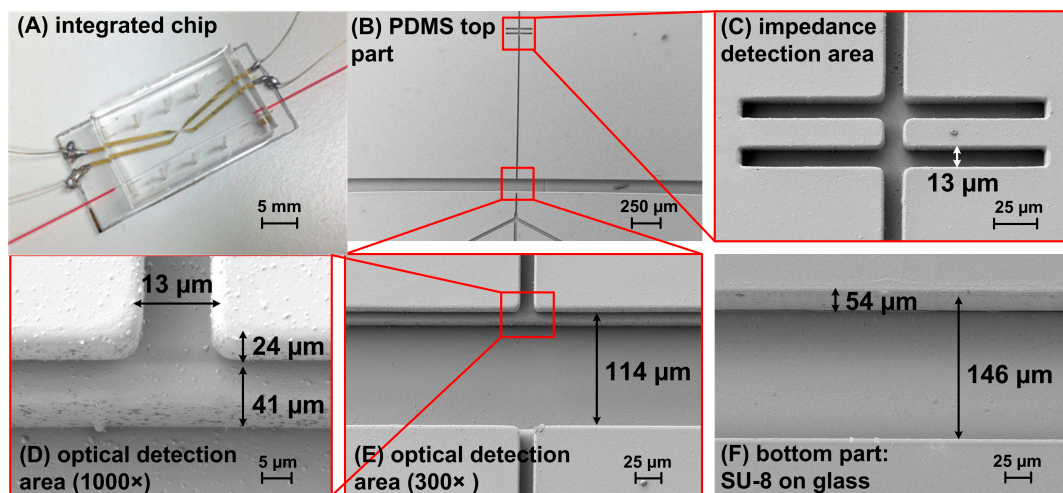 (A) integrated chip
5 mm
(B) PDMS top
part
250 µm
(C) impedance
detection area
13 µm
25 µm
13 µm
24 µm
41 µm
(D) optical detection
area (1000×)
5 µm
114 µm
(E) optical detection
area (300× )
25 µm
54 µm
146 µm
(F) bottom part:
SU-8 on glass
25 µm